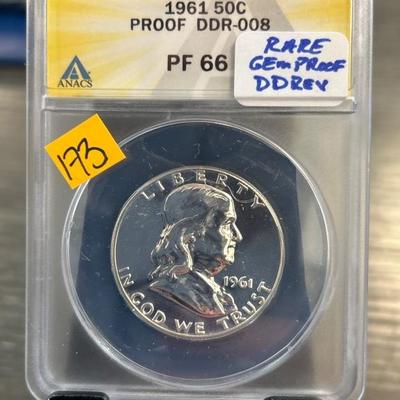 1961 50C
PROOF DDR-008
PF 66
ANACS
RARE
GEM PROOF
DDREV
173
LIBERTY
1961
IN GOD WE TRUST